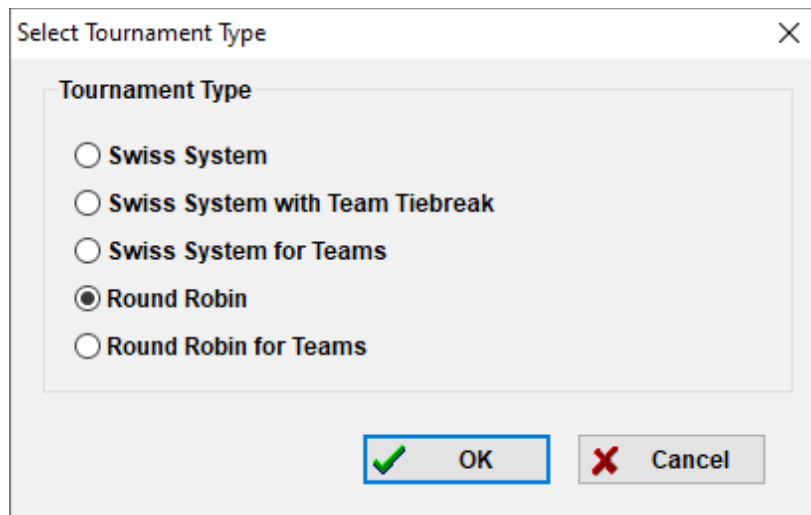 Select Tournament Type
Tournament Type
Swiss System
Swiss System with Team Tiebreak
Swiss System for Teams
Round Robin
Round Robin for Teams
OK
Cancel